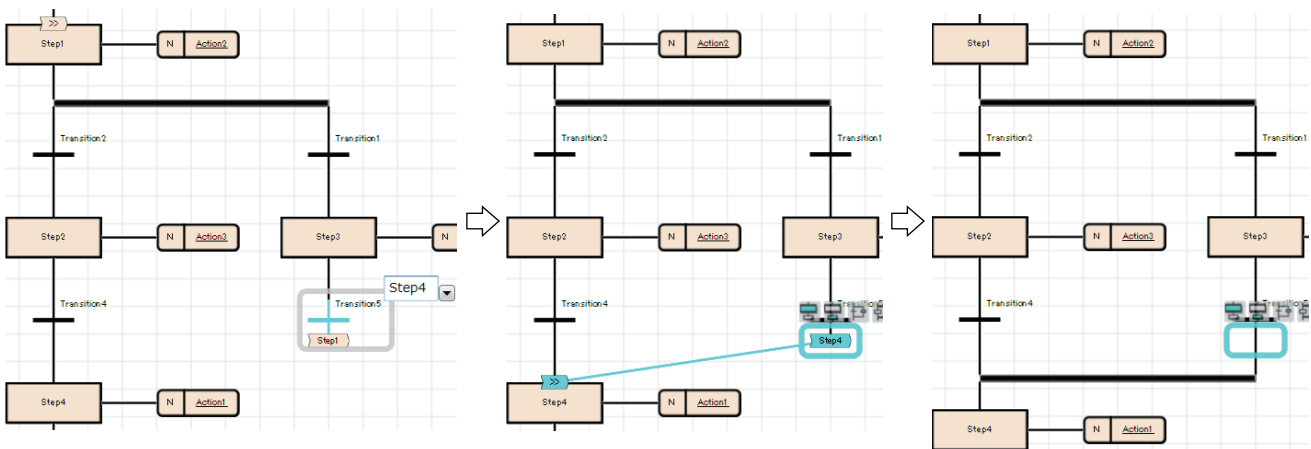 >>
Step1
N Action2
Transition2
Transition1
Step2
N Action3
Step3
N
Transition4
Transition5
Step4
Step1
Step4
N Action1
Step1
N Action2
Transition2
Transition1
Step2
N Action3
Step3
Transition4
Step4
>>
Step4
N Action1
Step1
N Action2
Transition2
Transition1
Step2
N Action3
Step3
Transition4
Step4
N Action1